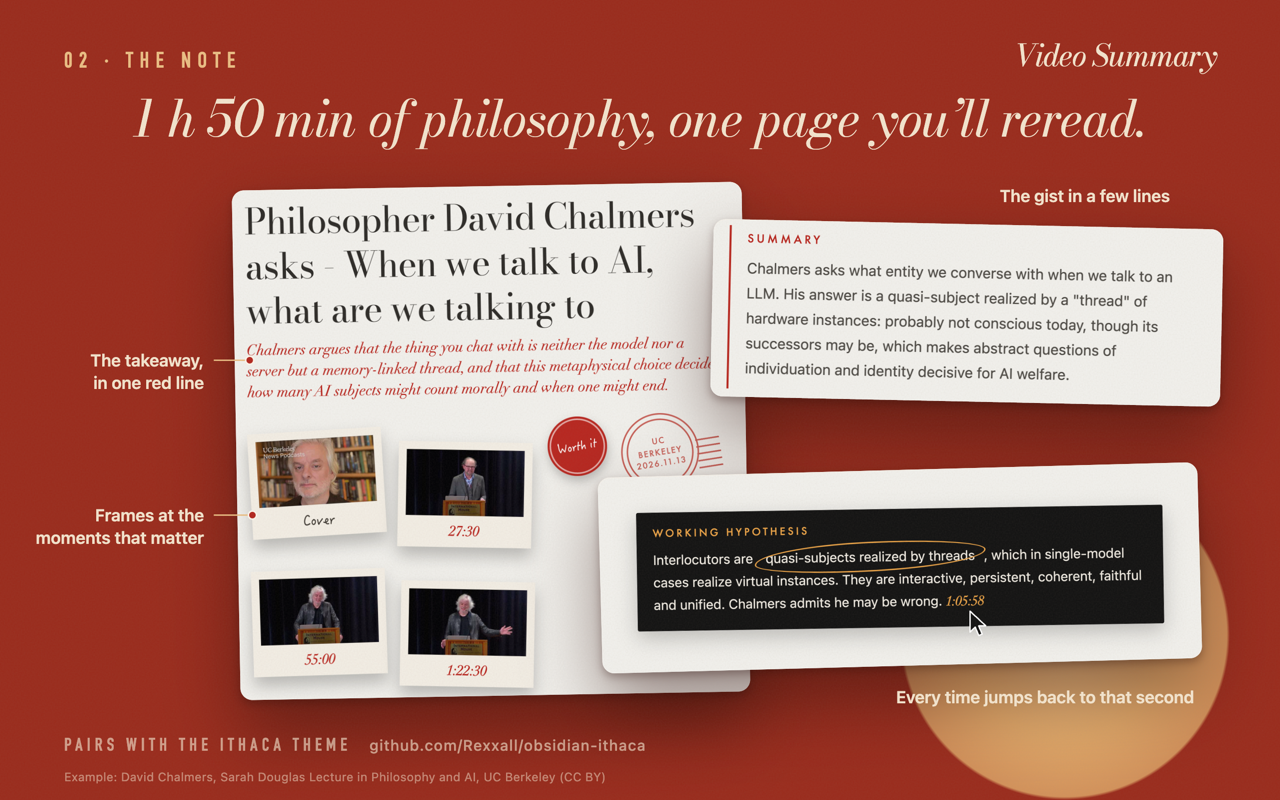 02 · THE NOTE
Video Summary
1 h 50 min of philosophy, one page you’ll reread.
Philosopher David Chalmers
asks - When we talk to AI,
what are we talking to
Chalmers argues that the thing you chat with is neither the model nor a
server but a memory-linked thread, and that this metaphysical choice decide
how many AI subjects might count morally and when one might end.
The takeaway,
in one red line
The gist in a few lines
SUMMARY
Chalmers asks what entity we converse with when we talk to an
LLM. His answer is a quasi-subject realized by a "thread" of
hardware instances: probably not conscious today, though its
successors may be, which makes abstract questions of
individuation and identity decisive for AI welfare.
UC Berkeley
News Podcasts
Cover
27:30
Worth it
UC
BERKELEY
2026.11.13
Frames at the
moments that matter
55:00
1:22:30
WORKING HYPOTHESIS
Interlocutors are quasi-subjects realized by threads , which in single-model
cases realize virtual instances. They are interactive, persistent, coherent, faithful
and unified. Chalmers admits he may be wrong. 1:05:58
Every time jumps back to that second
PAIRS WITH THE ITHACA THEME github.com/Rexxall/obsidian-ithaca
Example: David Chalmers, Sarah Douglas Lecture in Philosophy and AI, UC Berkeley (CC BY)